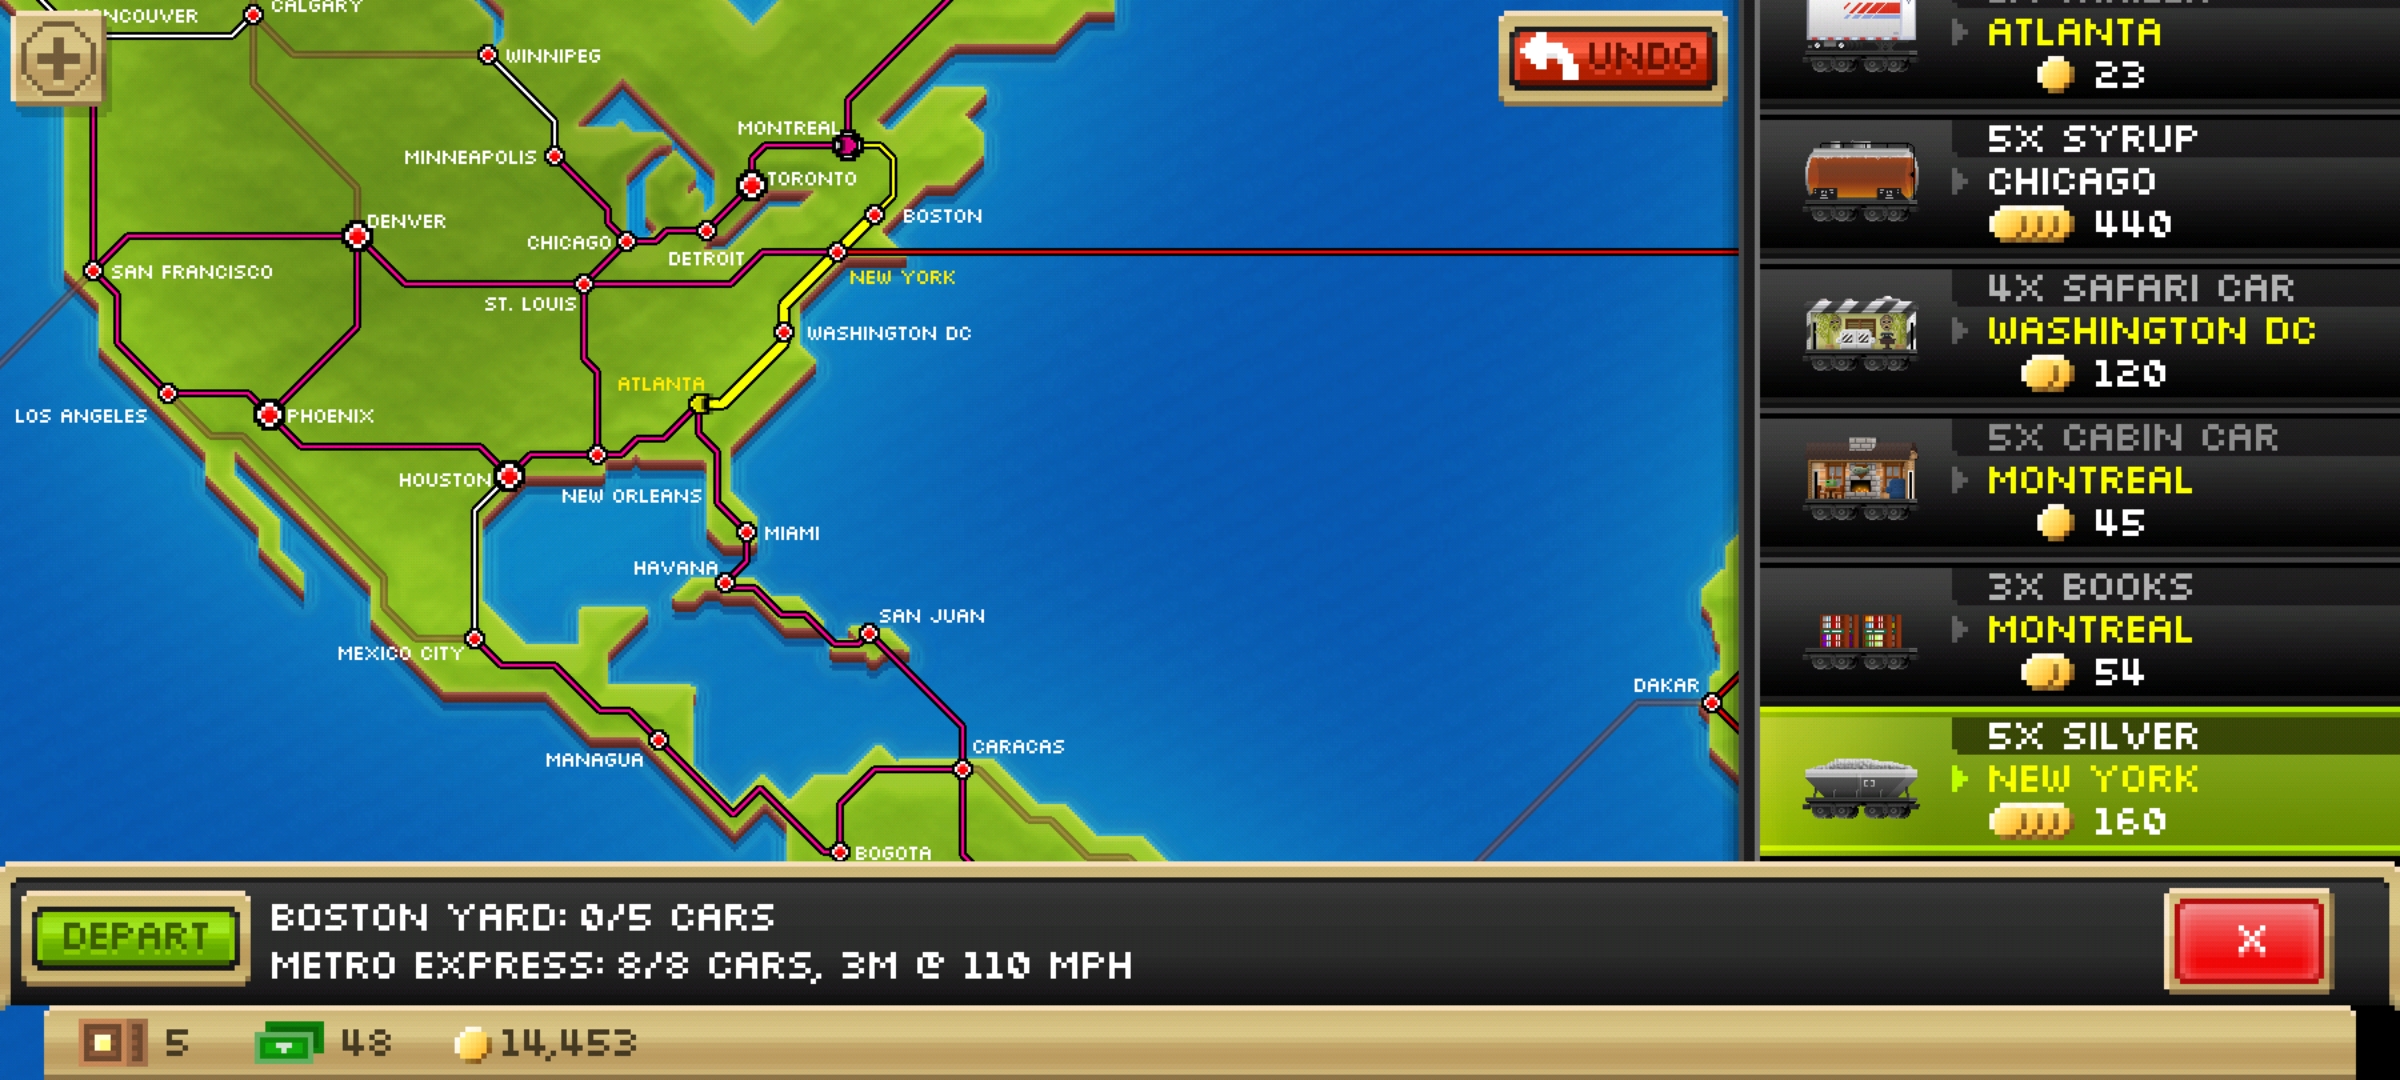 VANCOUVER
CALGARY
WINNIPEG
MINNEAPOLIS
MONTREAL
TORONTO
DENVER
BOSTON
CHICAGO
DETROIT
SAN FRANCISCO
NEW YORK
ST. LOUIS
WASHINGTON DC
ATLANTA
LOS ANGELES
PHOENIX
HOUSTON
NEW ORLEANS
MIAMI
HAVANA
SAN JUAN
MEXICO CITY
DAKAR
MANAGUA
CARACAS
BOGOTA
UNDO
ATLANTA
23
5X SYRUP
CHICAGO
440
4X SAFARI CAR
WASHINGTON DC
120
5X CABIN CAR
MONTREAL
45
3X BOOKS
MONTREAL
54
5X SILVER
NEW YORK
160
DEPART
BOSTON YARD: 0/5 CARS
METRO EXPRESS: 8/8 CARS, 3M @ 110 MPH
X
5
48
14,453